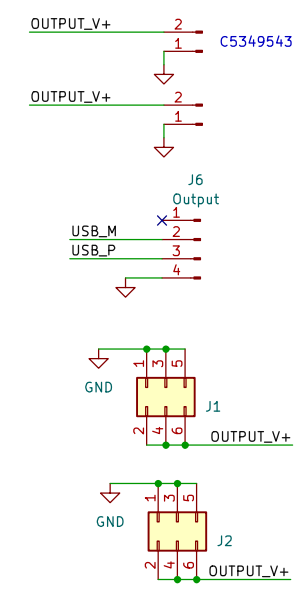 OUTPUT_V+
2
1
C5349543
OUTPUT_V+
2
1
J6
Output
1
USB_M
2
USB_P
3
4
1 3 5
GND
J1
2 4 6
OUTPUT_V+
1 3 5
GND
J2
2 4 6
OUTPUT_V+